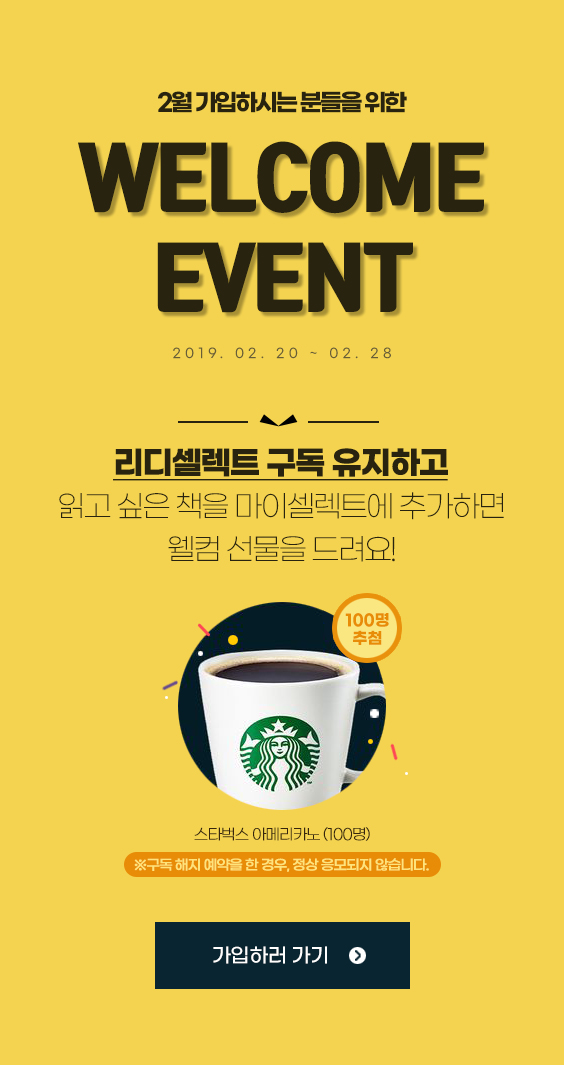 2월 가입하시는 분들을 위한
WELCOME
EVENT
2019. 02. 20 ~ 02. 28
리디셀렉트 구독 유지하고
읽고 싶은 책을 마이셀렉트에 추가하면
웰컴 선물을 드려요!
100명
추첨
스타벅스 아메리카노 (100명)
※구독 해지 예약을 한 경우, 정상 응모되지 않습니다.
가입하러 가기